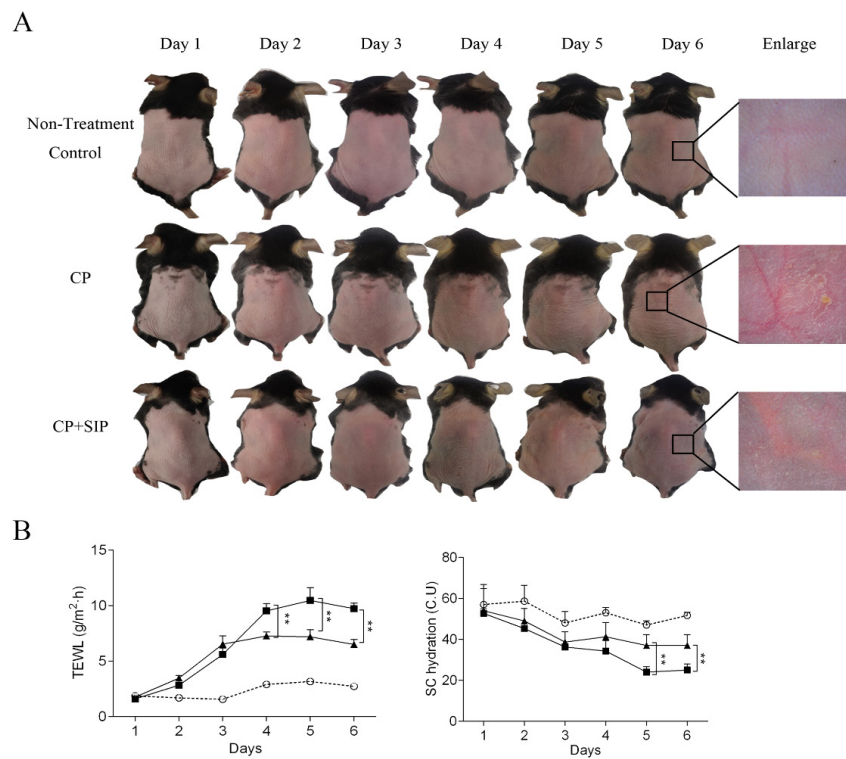 A
Day 1 Day 2 Day 3 Day 4 Day 5 Day 6 Enlarge
Non-Treatment
Control
CP
CP+SIP
B
TEWL (g/m²·h)
15
10
5
0
** ** **
1 2 3 4 5 6
Days
SC hydration (C.U)
80
60
40
20
0
** **
1 2 3 4 5 6
Days